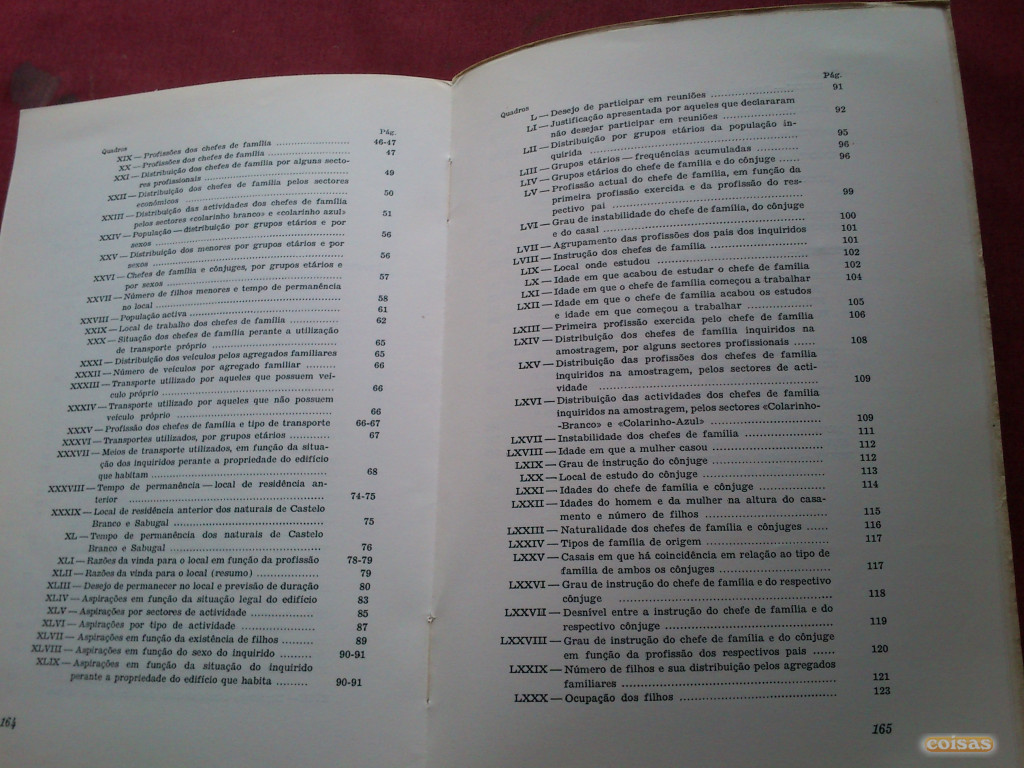 Quadros Pág.
XIX — Profissões dos chefes de família ........................ 46-47
XX — Profissões dos chefes de família ........................ 47
XXI — Distribuição dos chefes de família por alguns secto-
res profissionais ........................ 49
XXII — Distribuição dos chefes de família pelos sectores
económicos ........................ 50
XXIII — Distribuição das actividades dos chefes de família
pelos sectores «colarinho branco» e «colarinho azul» 51
XXIV — População — distribuição por grupos etários e por
sexos ........................ 56
XXV — Distribuição dos menores por grupos etários e por
sexos ........................ 56
XXVI — Chefes de família e cônjuges, por grupos etários e
por sexos ........................ 57
XXVII — Número de filhos menores e tempo de permanência
no local ........................ 58
XXVIII — População activa ........................ 61
XXIX — Local de trabalho dos chefes de família ............ 62
XXX — Situação dos chefes de família perante a utilização
de transporte próprio ........................ 65
XXXI — Distribuição dos veículos pelos agregados familiares 65
XXXII — Número de veículos por agregado familiar ......... 66
XXXIII — Transporte utilizado por aqueles que possuem veí-
culo próprio ........................ 66
XXXIV — Transporte utilizado por aqueles que não possuem
veículo próprio ........................ 66
XXXV — Profissão dos chefes de família e tipo de transporte 66-67
XXXVI — Transportes utilizados, por grupos etários ............ 67
XXXVII — Meios de transporte utilizados, em função da situa-
ção dos inquiridos perante a propriedade do edifício
que habitam ........................ 68
XXXVIII — Tempo de permanência — local de residência an-
terior ........................ 74-75
XXXIX — Local de residência anterior dos naturais de Castelo
Branco e Sabugal ........................ 75
XL — Tempo de permanência dos naturais de Castelo
Branco e Sabugal ........................ 76
XLI — Razões da vinda para o local em função da profissão 78-79
XLII — Razões da vinda para o local (resumo) ............ 79
XLIII — Desejo de permanecer no local e previsão de duração 80
XLIV — Aspirações em função da situação legal do edifício 83
XLV — Aspirações por sectores de actividade ............ 85
XLVI — Aspirações por tipo de actividade ............ 87
XLVII — Aspirações em função da existência de filhos ......... 89
XLVIII — Aspirações em função do sexo do inquirido ......... 90-91
XLIX — Aspirações em função da situação do inquirido
perante a propriedade do edifício que habita ......... 90-91
164
Quadros Pág.
L — Desejo de participar em reuniões ........................ 91
LI — Justificação apresentada por aqueles que declararam
não desejar participar em reuniões ........................ 92
LII — Distribuição por grupos etários da população in-
quirida ........................ 95
LIII — Grupos etários — frequências acumuladas ............ 96
LIV — Grupos etários do chefe de família e do cônjuge ...... 96
LV — Profissão actual do chefe de família, em função da
primeira profissão exercida e da profissão do res-
pectivo pai ........................ 99
LVI — Grau de instabilidade do chefe de família, do cônjuge
e do casal ........................ 100
LVII — Agrupamento das profissões dos pais dos inquiridos 101
LVIII — Instrução dos chefes de família ........................ 101
LIX — Local onde estudou ........................ 102
LX — Idade em que acabou de estudar o chefe de família 102
LXI — Idade em que o chefe de família começou a trabalhar 104
LXII — Idade em que o chefe de família acabou os estudos
e idade em que começou a trabalhar ........................ 105
LXIII — Primeira profissão exercida pelo chefe de família 106
LXIV — Distribuição dos chefes de família inquiridos na
amostragem, por alguns sectores profissionais ...... 108
LXV — Distribuição das profissões dos chefes de família
inquiridos na amostragem, pelos sectores de acti-
vidade ........................ 109
LXVI — Distribuição das actividades dos chefes de família
inquiridos na amostragem, pelos sectores «Colarinho-
-Branco» e «Colarinho-Azul» ........................ 109
LXVII — Instabilidade dos chefes de família ............ 111
LXVIII — Idade em que a mulher casou ........................ 112
LXIX — Grau de instrução do cônjuge ........................ 112
LXX — Local de estudo do cônjuge ........................ 113
LXXI — Idades do chefe de família e cônjuge ............ 114
LXXII — Idades do homem e da mulher na altura do casa-
mento e número de filhos ........................ 115
LXXIII — Naturalidade dos chefes de família e cônjuges ...... 116
LXXIV — Tipos de família de origem ........................ 117
LXXV — Casais em que há coincidência em relação ao tipo de
família de ambos os cônjuges ........................ 117
LXXVI — Grau de instrução do chefe de família e do respectivo
cônjuge ........................ 118
LXXVII — Desnível entre a instrução do chefe de família e do
respectivo cônjuge ........................ 119
LXXVIII — Grau de instrução do chefe de família e do cônjuge
em função da profissão dos respectivos pais ...... 120
LXXIX — Número de filhos e sua distribuição pelos agregados
familiares ........................ 121
LXXX — Ocupação dos filhos ........................ 123
165
coisas